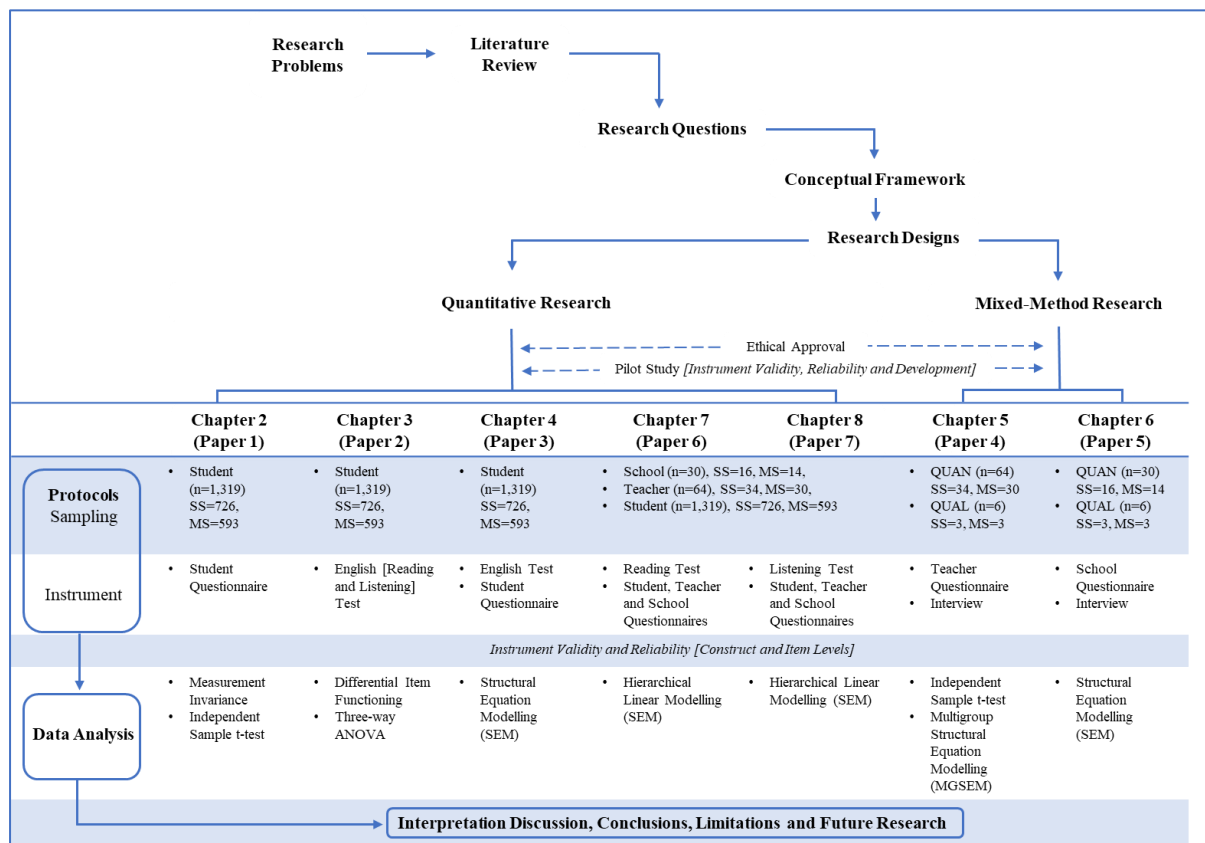 Research
Problems
Literature
Review
Research Questions
Conceptual Framework
Research Designs
Quantitative Research
Mixed-Method Research
Ethical Approval
Pilot Study [Instrument Validity, Reliability and Development]
Chapter 2
(Paper 1)
Chapter 3
(Paper 2)
Chapter 4
(Paper 3)
Chapter 7
(Paper 6)
Chapter 8
(Paper 7)
Chapter 5
(Paper 4)
Chapter 6
(Paper 5)
Protocols
Sampling
• Student
(n=1,319)
SS=726,
MS=593
• Student
(n=1,319)
SS=726,
MS=593
• Student
(n=1,319)
SS=726,
MS=593
• School (n=30), SS=16, MS=14,
• Teacher (n=64), SS=34, MS=30,
• Student (n=1,319), SS=726, MS=593
• QUAN (n=64)
SS=34, MS=30
• QUAL (n=6)
SS=3, MS=3
• QUAN (n=30)
SS=16, MS=14
• QUAL (n=6)
SS=3, MS=3
Instrument
• Student
Questionnaire
• English [Reading
and Listening]
Test
• English Test
• Student
Questionnaire
• Reading Test
• Student, Teacher
and School
Questionnaires
• Listening Test
• Student, Teacher
and School
Questionnaires
• Teacher
Questionnaire
• Interview
• School
Questionnaire
• Interview
Instrument Validity and Reliability [Construct and Item Levels]
Data Analysis
• Measurement
Invariance
• Independent
Sample t-test
• Differential Item
Functioning
• Three-way
ANOVA
• Structural
Equation
Modelling
(SEM)
• Hierarchical
Linear Modelling
(SEM)
• Hierarchical Linear
Modelling (SEM)
• Independent
Sample t-test
• Multigroup
Structural
Equation
Modelling
(MGSEM)
• Structural
Equation
Modelling
(SEM)
Interpretation Discussion, Conclusions, Limitations and Future Research